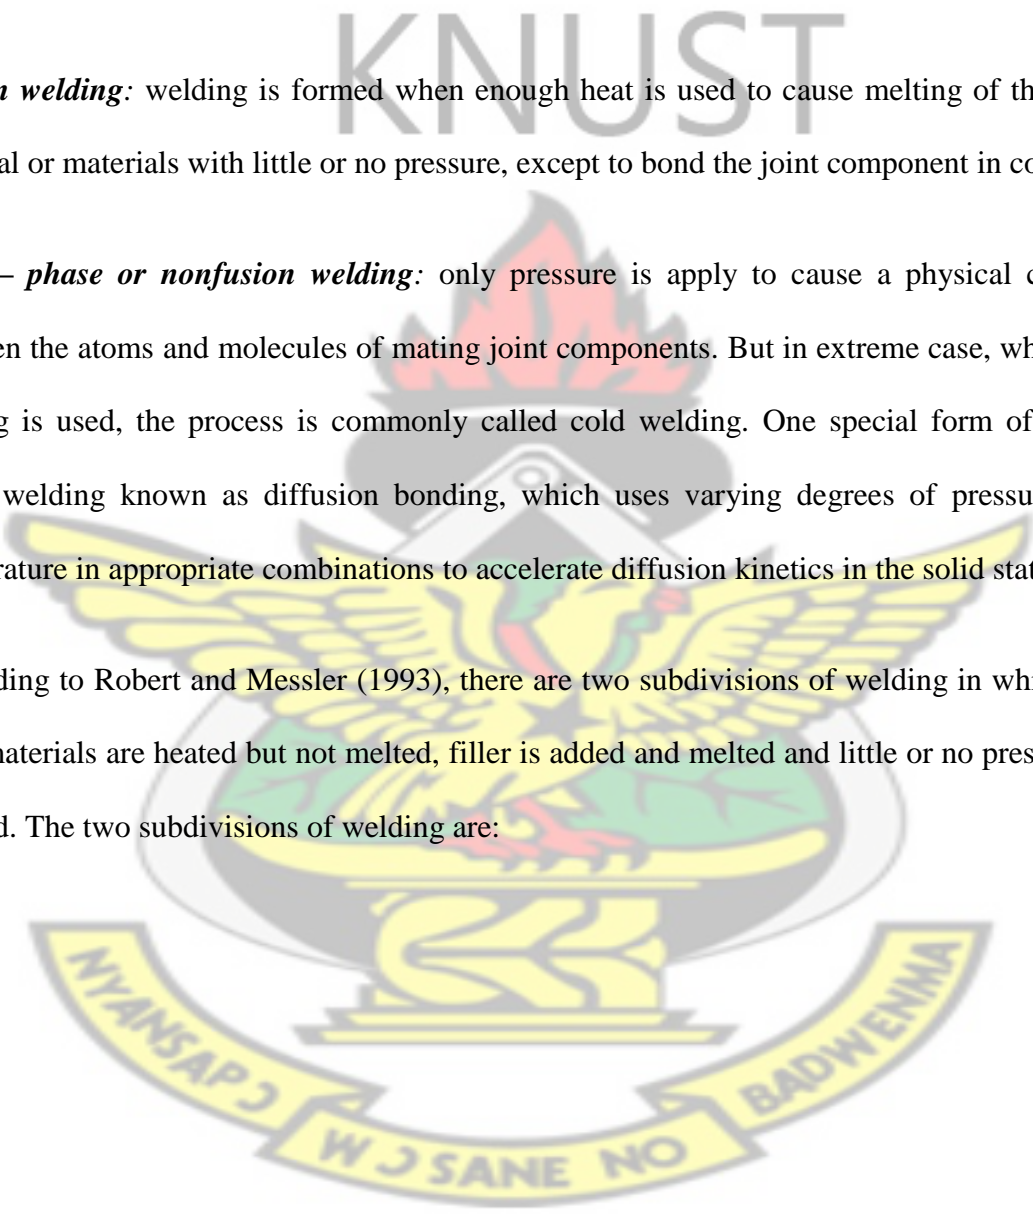 KNUST
n welding: welding is formed when enough heat is used to cause melting of th
al or materials with little or no pressure, except to bond the joint component in co
– phase or nonfusion welding: only pressure is apply to cause a physical c
en the atoms and molecules of mating joint components. But in extreme case, wh
g is used, the process is commonly called cold welding. One special form of
welding known as diffusion bonding, which uses varying degrees of pressu
rature in appropriate combinations to accelerate diffusion kinetics in the solid stat
ding to Robert and Messler (1993), there are two subdivisions of welding in whi
materials are heated but not melted, filler is added and melted and little or no pres
d. The two subdivisions of welding are:
NYANSAPƆ WƆSANE NO BADWENMA